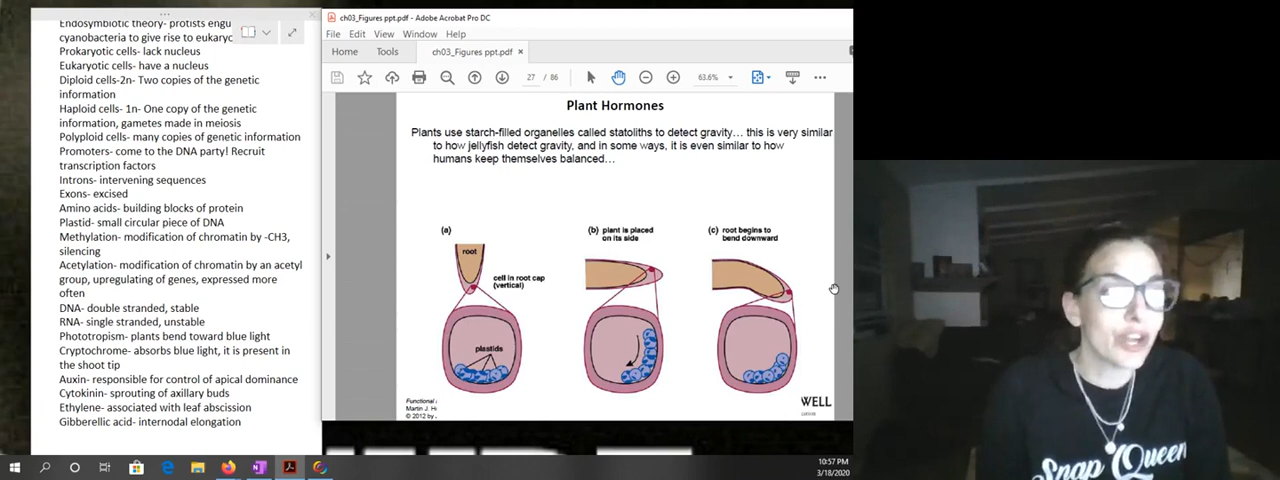 Endosymbiotic theory- protists engu
cyanobacteria to give rise to eukaryo
Prokaryotic cells- lack nucleus
Eukaryotic cells- have a nucleus
Diploid cells-2n- Two copies of the genetic
information
Haploid cells- 1n- One copy of the genetic
information, gametes made in meiosis
Polyploid cells- many copies of genetic information
Promoters- come to the DNA party! Recruit
transcription factors
Introns- intervening sequences
Exons- excised
Amino acids- building blocks of protein
Plastid- small circular piece of DNA
Methylation- modification of chromatin by -CH3,
silencing
Acetylation- modification of chromatin by an acetyl
group, upregulating of genes, expressed more
often
DNA- double stranded, stable
RNA- single stranded, unstable
Phototropism- plants bend toward blue light
Cryptochrome- absorbs blue light, it is present in
the shoot tip
Auxin- responsible for control of apical dominance
Cytokinin- sprouting of axillary buds
Ethylene- associated with leaf abscission
Gibberellic acid- internodal elongation
ch03_Figures ppt.pdf - Adobe Acrobat Pro DC
File Edit View Window Help
Home Tools ch03_Figures ppt.pdf ×
27 / 86 63.6%
Plant Hormones
Plants use starch-filled organelles called statoliths to detect gravity… this is very similar
to how jellyfish detect gravity, and in some ways, it is even similar to how
humans keep themselves balanced…
(a)
root
cell in root cap
(vertical)
plastids
(b) plant is placed
on its side
(c) root begins to
bend downward
Functional
Martin J. H
© 2012 by
WELL
Snap Queen
10:57 PM
3/18/2020